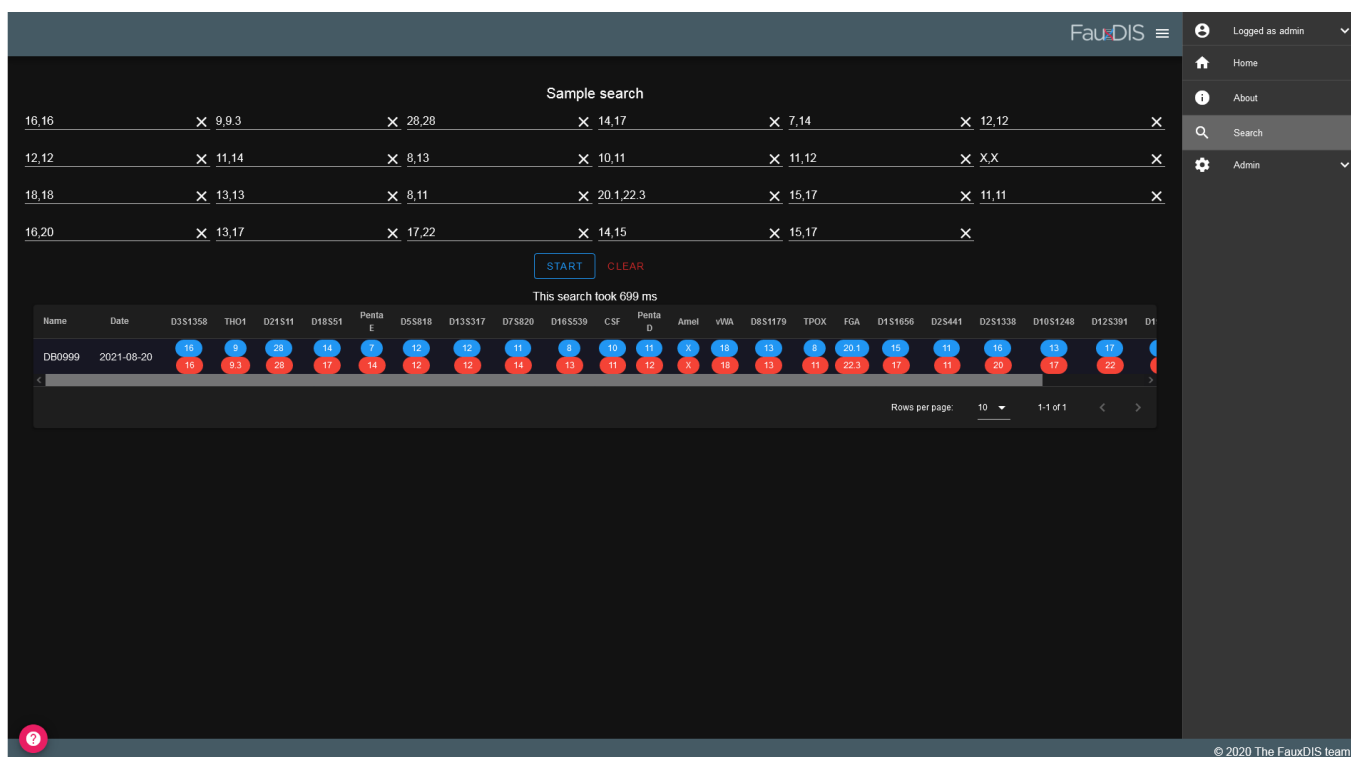 FauxDIS
Logged as admin
Home
About
Search
Admin
Sample search
16,16 9,9.3 28,28 14,17 7,14 12,12
12,12 11,14 8,13 10,11 11,12 X,X
18,18 13,13 8,11 20.1,22.3 15,17 11,11
16,20 13,17 17,22 14,15 15,17
START CLEAR
This search took 699 ms
Name Date D3S1358 THO1 D21S11 D18S51 Penta E D5S818 D13S317 D7S820 D16S539 CSF Penta D Amel vWA D8S1179 TPOX FGA D1S1656 D2S441 D2S1338 D10S1248 D12S391 D1
DB0999 2021-08-20
16 9 28 14 7 12 12 11 8 10 11 X 18 13 8 20.1 15 11 16 13 17
16 9.3 28 17 14 12 12 14 13 11 12 X 18 13 11 22.3 17 11 20 17 22
Rows per page: 10 1-1 of 1
© 2020 The FauxDIS team